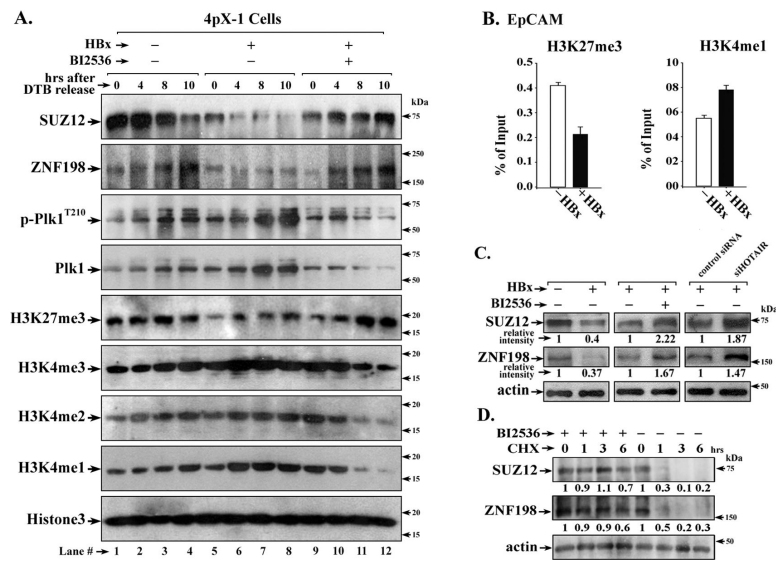 A.
4pX-1 Cells
HBx – + +
BI2536 – – +
hrs after DTB release
0 4 8 10 0 4 8 10 0 4 8 10
kDa
SUZ12
75
50
ZNF198
250
150
p-Plk1T210
75
50
Plk1
75
50
H3K27me3
20
15
H3K4me3
20
15
H3K4me2
20
15
H3K4me1
20
15
Histone3
20
15
Lane # 1 2 3 4 5 6 7 8 9 10 11 12
B. EpCAM
H3K27me3
% of Input
0.5
0.4
0.3
0.2
0.1
0.0
–HBx
+HBx
H3K4me1
% of Input
10
08
06
04
02
00
–HBx
+HBx
C.
control siRNA
siHOTAIR
HBx – + + + + +
BI2536 – – – + – –
kDa
SUZ12
75
relative intensity
1 0.4 1 2.22 1 1.87
ZNF198
150
relative intensity
1 0.37 1 1.67 1 1.47
actin
50
D.
BI2536 + + + + – – – –
CHX 0 1 3 6 0 1 3 6 hrs
kDa
SUZ12
75
1 0.9 1.1 0.7 1 0.3 0.1 0.2
ZNF198
150
1 0.9 0.9 0.6 1 0.5 0.2 0.3
actin
50